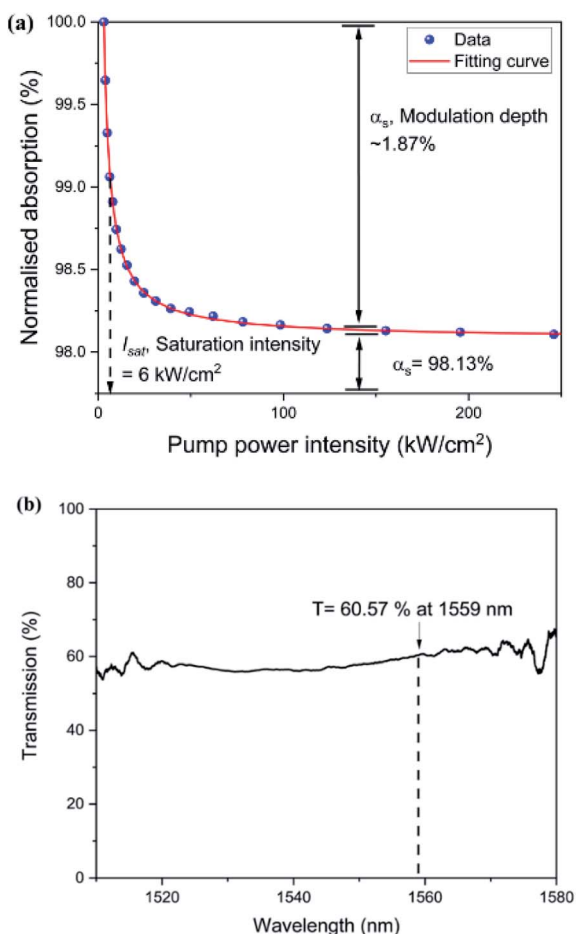 (a)
100.0
99.5
99.0
98.5
98.0
Normalised absorption (%)
Data
Fitting curve
αs, Modulation depth
~1.87%
Isat, Saturation intensity
= 6 kW/cm²
αs= 98.13%
0
100
200
Pump power intensity (kW/cm²)
(b)
100
80
60
40
20
0
Transmission (%)
T= 60.57 % at 1559 nm
1520
1540
1560
1580
Wavelength (nm)